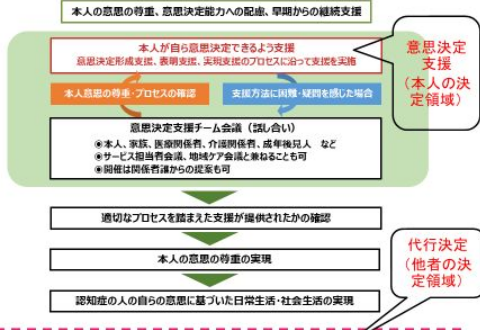 本人の意思の尊重、意思決定能力への配慮、早期からの継続支援
本人が自ら意思決定できるよう支援
意思決定形成支援、表明支援、実現支援のプロセスに沿って支援を実施
意思決定
支援
(本人の決
定領域)
本人意思の尊重・プロセスの確認
支援方法に困難・疑問を感じた場合
意思決定支援チーム会議（話し合い）
◉本人、家族、医療関係者、介護関係者、成年後見人 など
◉サービス担当者会議、地域ケア会議と兼ねることも可
◉開催は関係者誰からの提案も可
適切なプロセスを踏まえた支援が提供されたかの確認
本人の意思の尊重の実現
代行決定
(他者の決
定領域)
認知症の人の自らの意思に基づいた日常生活・社会生活の実現